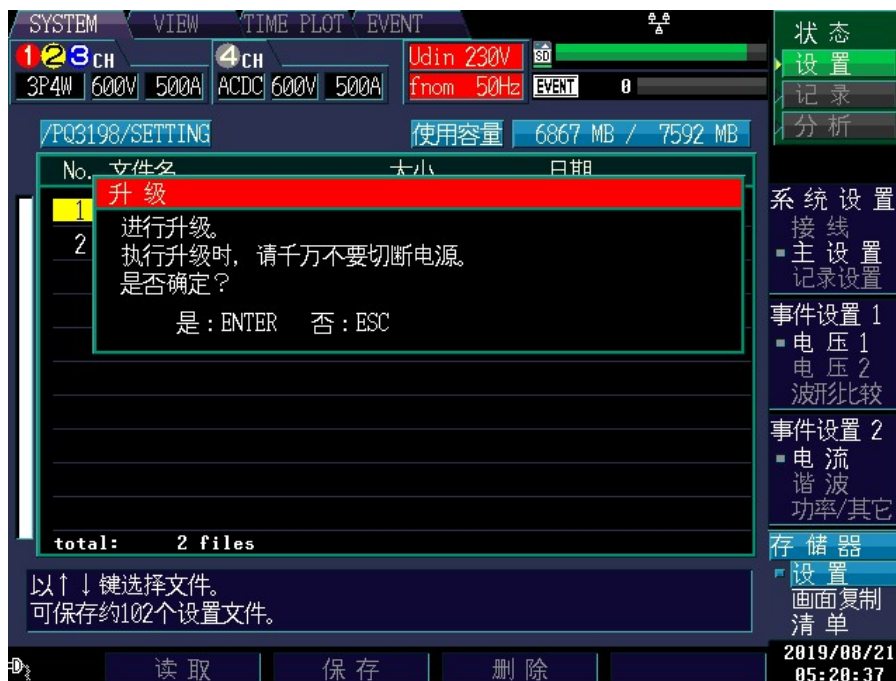 SYSTEM VIEW TIME PLOT EVENT
123CH 4CH Udin 230V SD
3P4W 600V 500A ACDC 600V 500A fnom 50Hz EVENT 0
/PQ3198/SETTING 使用容量 6867 MB / 7592 MB
No. 文件名 大小 日期
1
2
升 级
进行升级。
执行升级时, 请千万不要切断电源。
是否确定?
是:ENTER 否:ESC
total: 2 files
以↑↓键选择文件。
可保存约102个设置文件。
读 取 保 存 删 除
状 态
设 置
记 录
分 析
系 统 设 置
接 线
主 设 置
记录设置
事件设置 1
电 压 1
电 压 2
波形比较
事件设置 2
电 流
谐 波
功率/其它
存 储 器
设 置
画面复制
清 单
2019/08/21
05:20:37